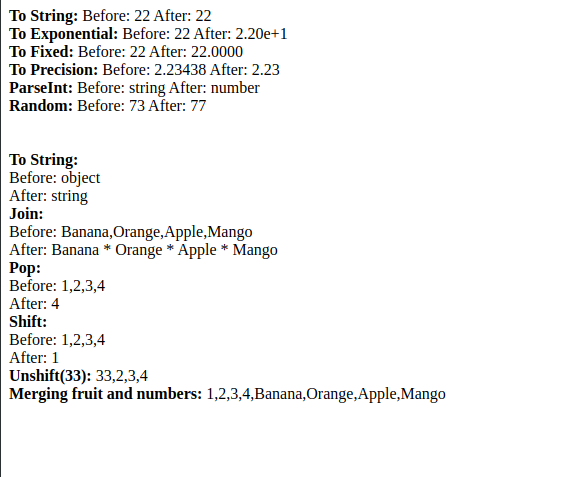 To String: Before: 22 After: 22
To Exponential: Before: 22 After: 2.20e+1
To Fixed: Before: 22 After: 22.0000
To Precision: Before: 2.23438 After: 2.23
ParseInt: Before: string After: number
Random: Before: 73 After: 77
To String:
Before: object
After: string
Join:
Before: Banana,Orange,Apple,Mango
After: Banana * Orange * Apple * Mango
Pop:
Before: 1,2,3,4
After: 4
Shift:
Before: 1,2,3,4
After: 1
Unshift(33): 33,2,3,4
Merging fruit and numbers: 1,2,3,4,Banana,Orange,Apple,Mango